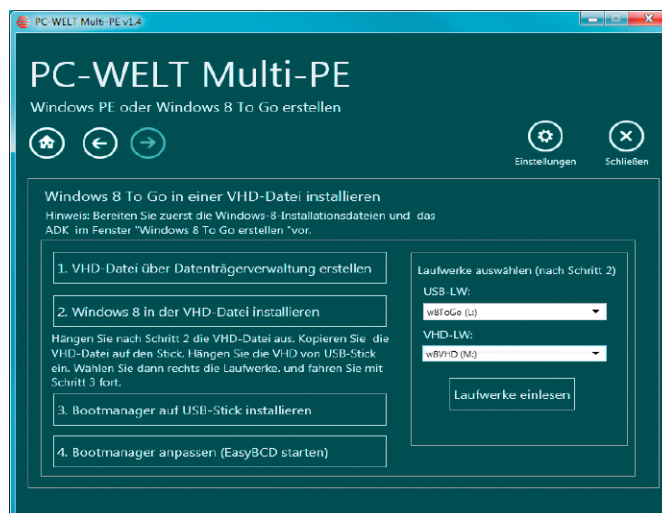 PC-WELT Multi-PE v1.4
PC-WELT Multi-PE
Windows PE oder Windows 8 To Go erstellen
Einstellungen
Schließen
Windows 8 To Go in einer VHD-Datei installieren
Hinweis: Bereiten Sie zuerst die Windows-8-Installationsdateien und das
ADK im Fenster "Windows 8 To Go erstellen "vor.
1. VHD-Datei über Datenträgerverwaltung erstellen
2. Windows 8 in der VHD-Datei installieren
Hängen Sie nach Schritt 2 die VHD-Datei aus. Kopieren Sie die
VHD-Datei auf den Stick. Hängen Sie die VHD von USB-Stick
ein. Wählen Sie dann rechts die Laufwerke. und fahren Sie mit
Schritt 3 fort.
3. Bootmanager auf USB-Stick installieren
4. Bootmanager anpassen (EasyBCD starten)
Laufwerke auswählen (nach Schritt 2)
USB-LW:
w8ToGo (L:)
VHD-LW:
w8VHD (M:)
Laufwerke einlesen